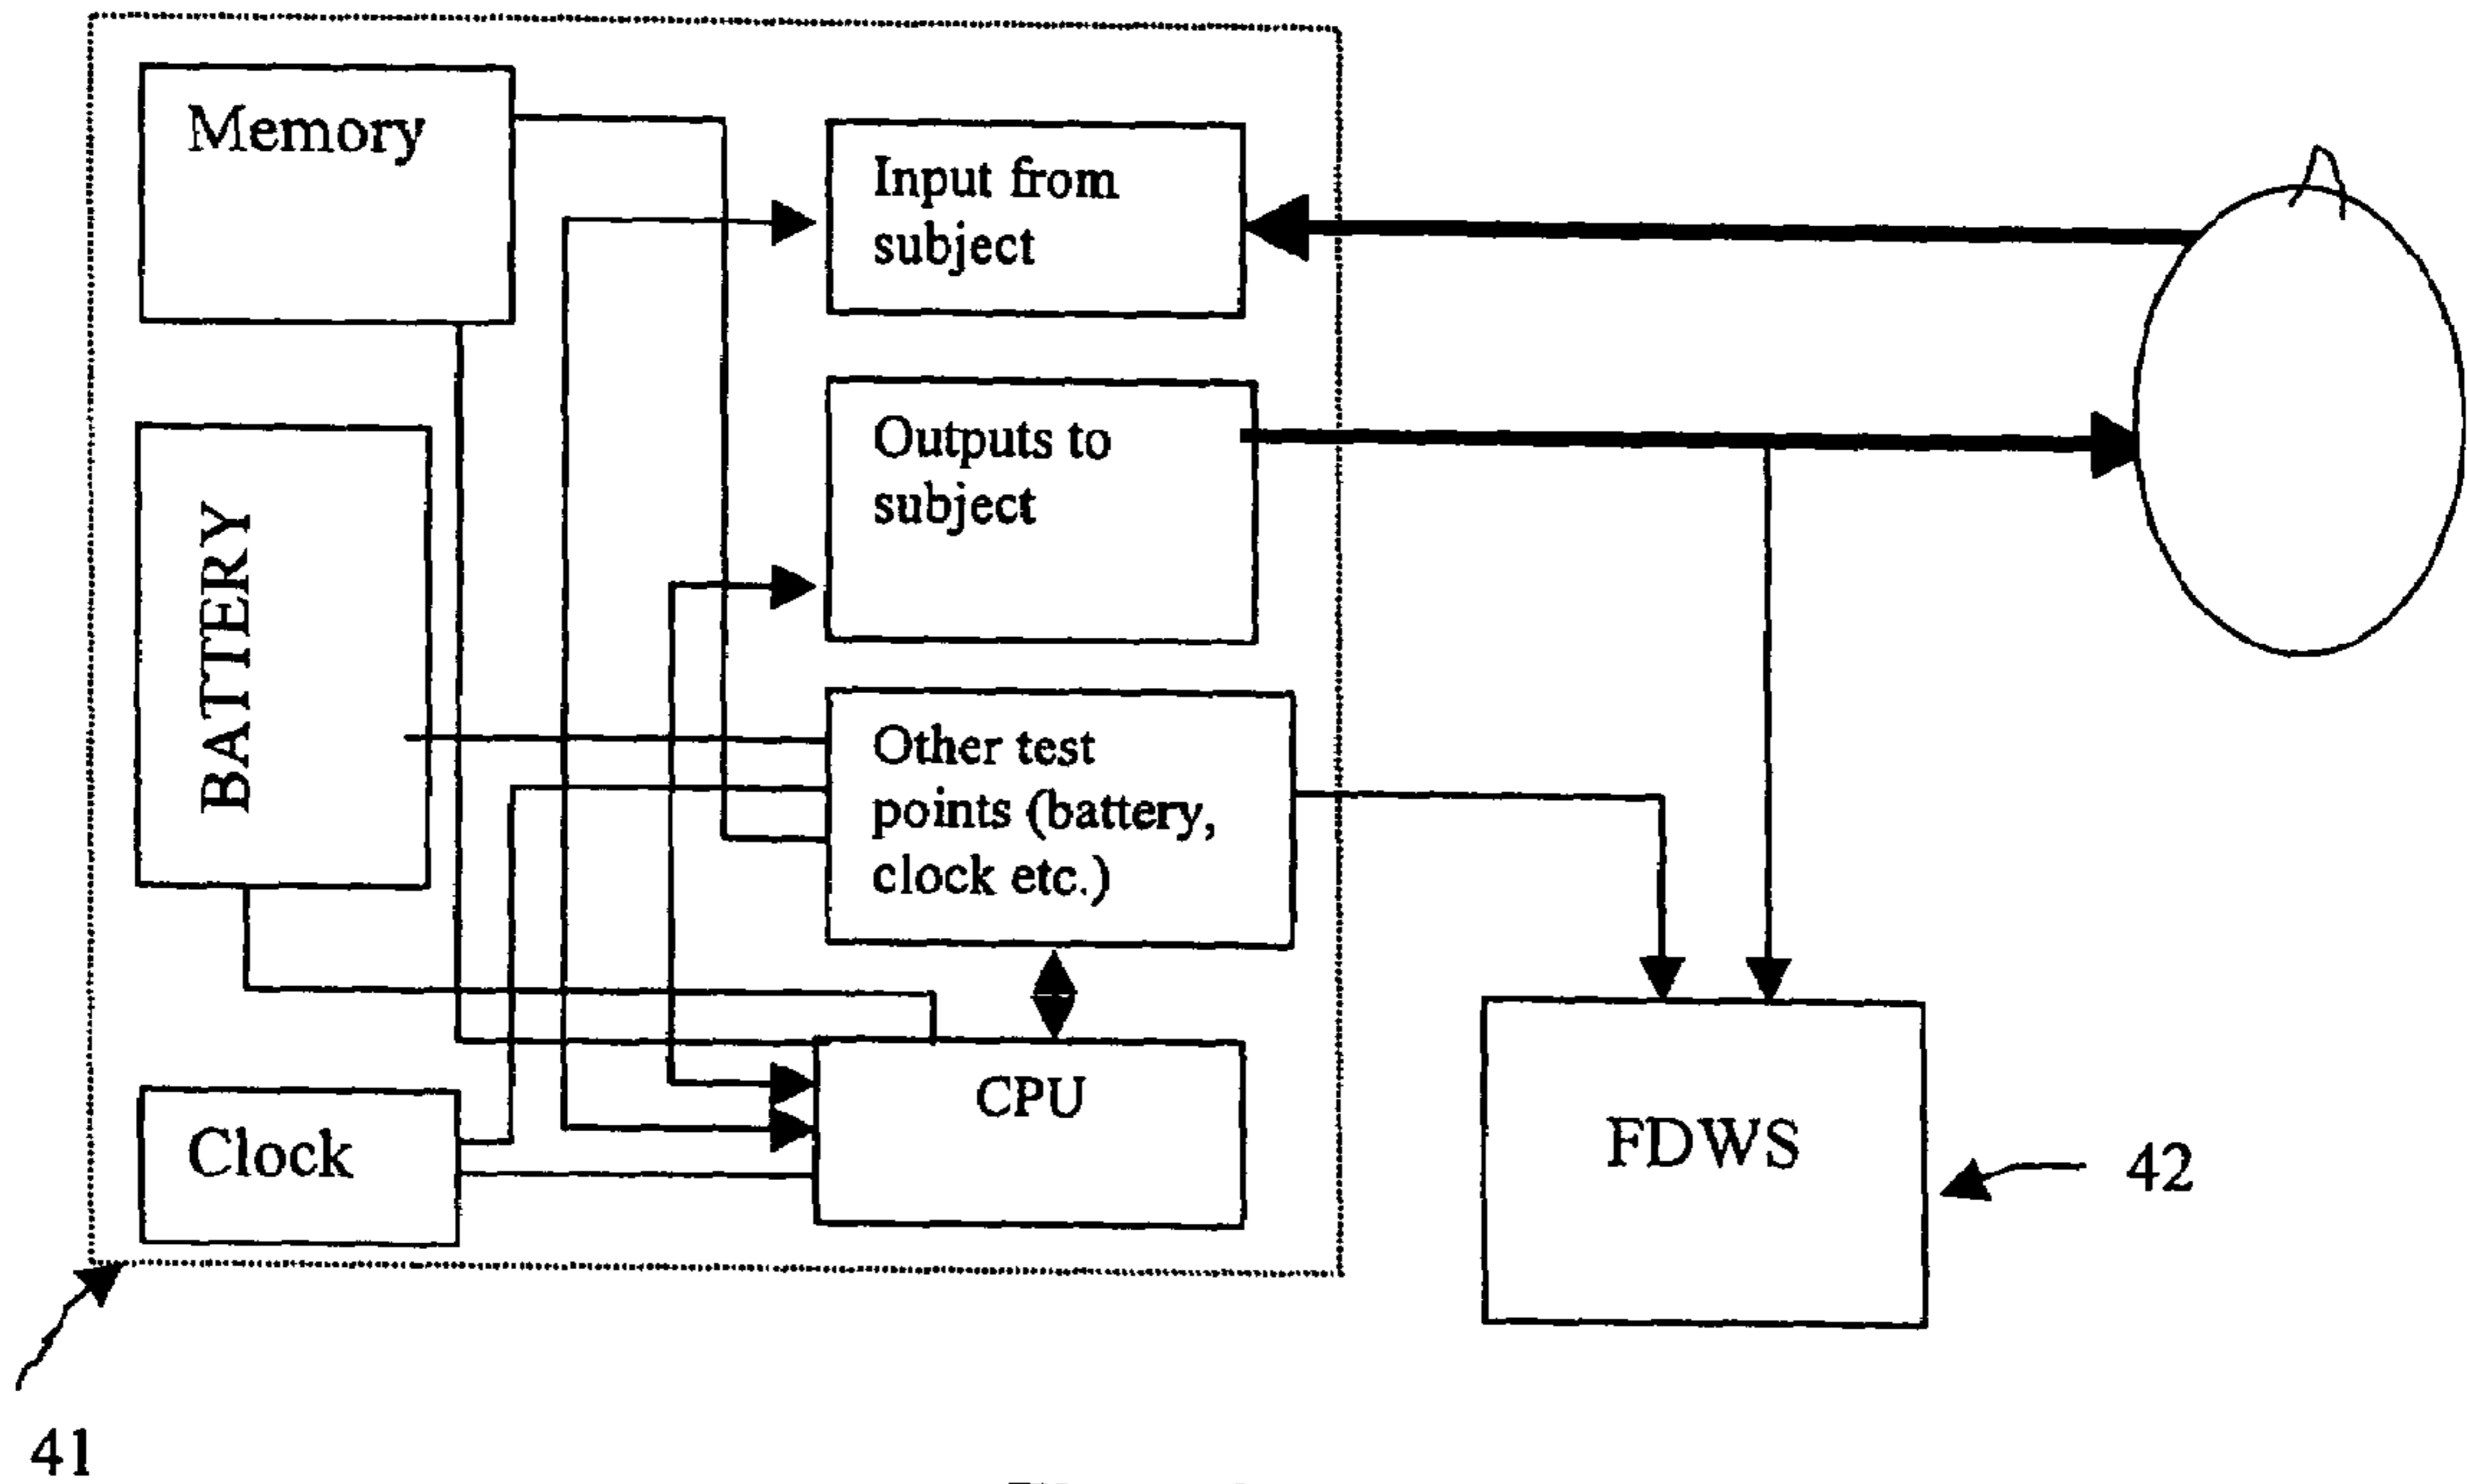 Memory
Input from
subject
Outputs to
subject
BATTERY
Other test
points (battery,
clock etc.)
CPU
Clock
FDWS
42
41